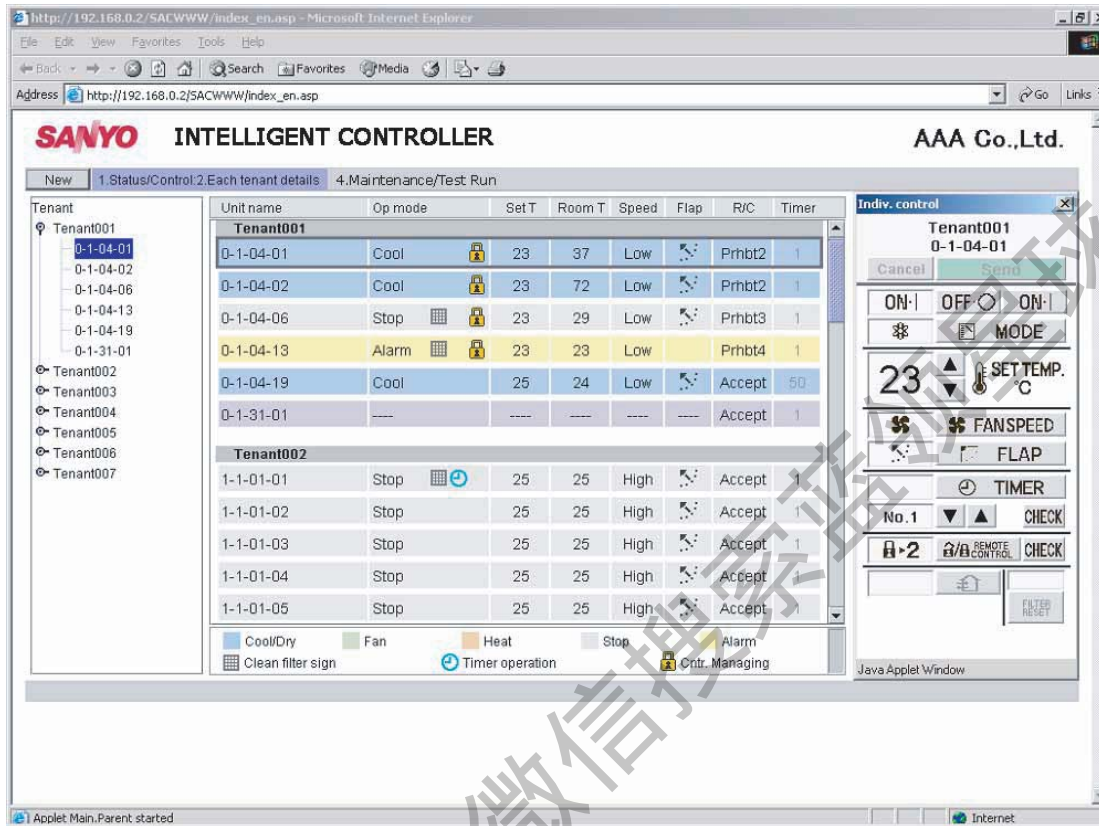 http://192.168.0.2/SACWWW/index_en.asp - Microsoft Internet Explorer
File Edit View Favorites Tools Help
Back Search Favorites Media
Address http://192.168.0.2/SACWWW/index_en.asp Go Links
SANYO INTELLIGENT CONTROLLER AAA Co.,Ltd.
New 1.Status/Control:2.Each tenant details 4.Maintenance/Test Run
Tenant
Tenant001
0-1-04-01
0-1-04-02
0-1-04-06
0-1-04-13
0-1-04-19
0-1-31-01
Tenant002
Tenant003
Tenant004
Tenant005
Tenant006
Tenant007
Unit name Op mode Set T Room T Speed Flap R/C Timer
Tenant001
0-1-04-01 Cool 23 37 Low Prhbt2 1
0-1-04-02 Cool 23 72 Low Prhbt2 1
0-1-04-06 Stop 23 29 Low Prhbt3 1
0-1-04-13 Alarm 23 23 Low Prhbt4 1
0-1-04-19 Cool 25 24 Low Accept 50
0-1-31-01 ---- ---- ---- ---- ---- Accept 1
Tenant002
1-1-01-01 Stop 25 25 High Accept 1
1-1-01-02 Stop 25 25 High Accept 1
1-1-01-03 Stop 25 25 High Accept 1
1-1-01-04 Stop 25 25 High Accept 1
1-1-01-05 Stop 25 25 High Accept 1
Cool/Dry Fan Heat Stop Alarm
Clean filter sign Timer operation Cntr. Managing
Indiv. control
Tenant001
0-1-04-01
Cancel Send
ON OFF ON
MODE
23 SET TEMP. °C
FAN SPEED
FLAP
TIMER
No.1 CHECK
2 REMOTE CONTROL CHECK
FILTER RESET
Java Applet Window
Applet Main.Parent started Internet
微信搜索蓝领星球